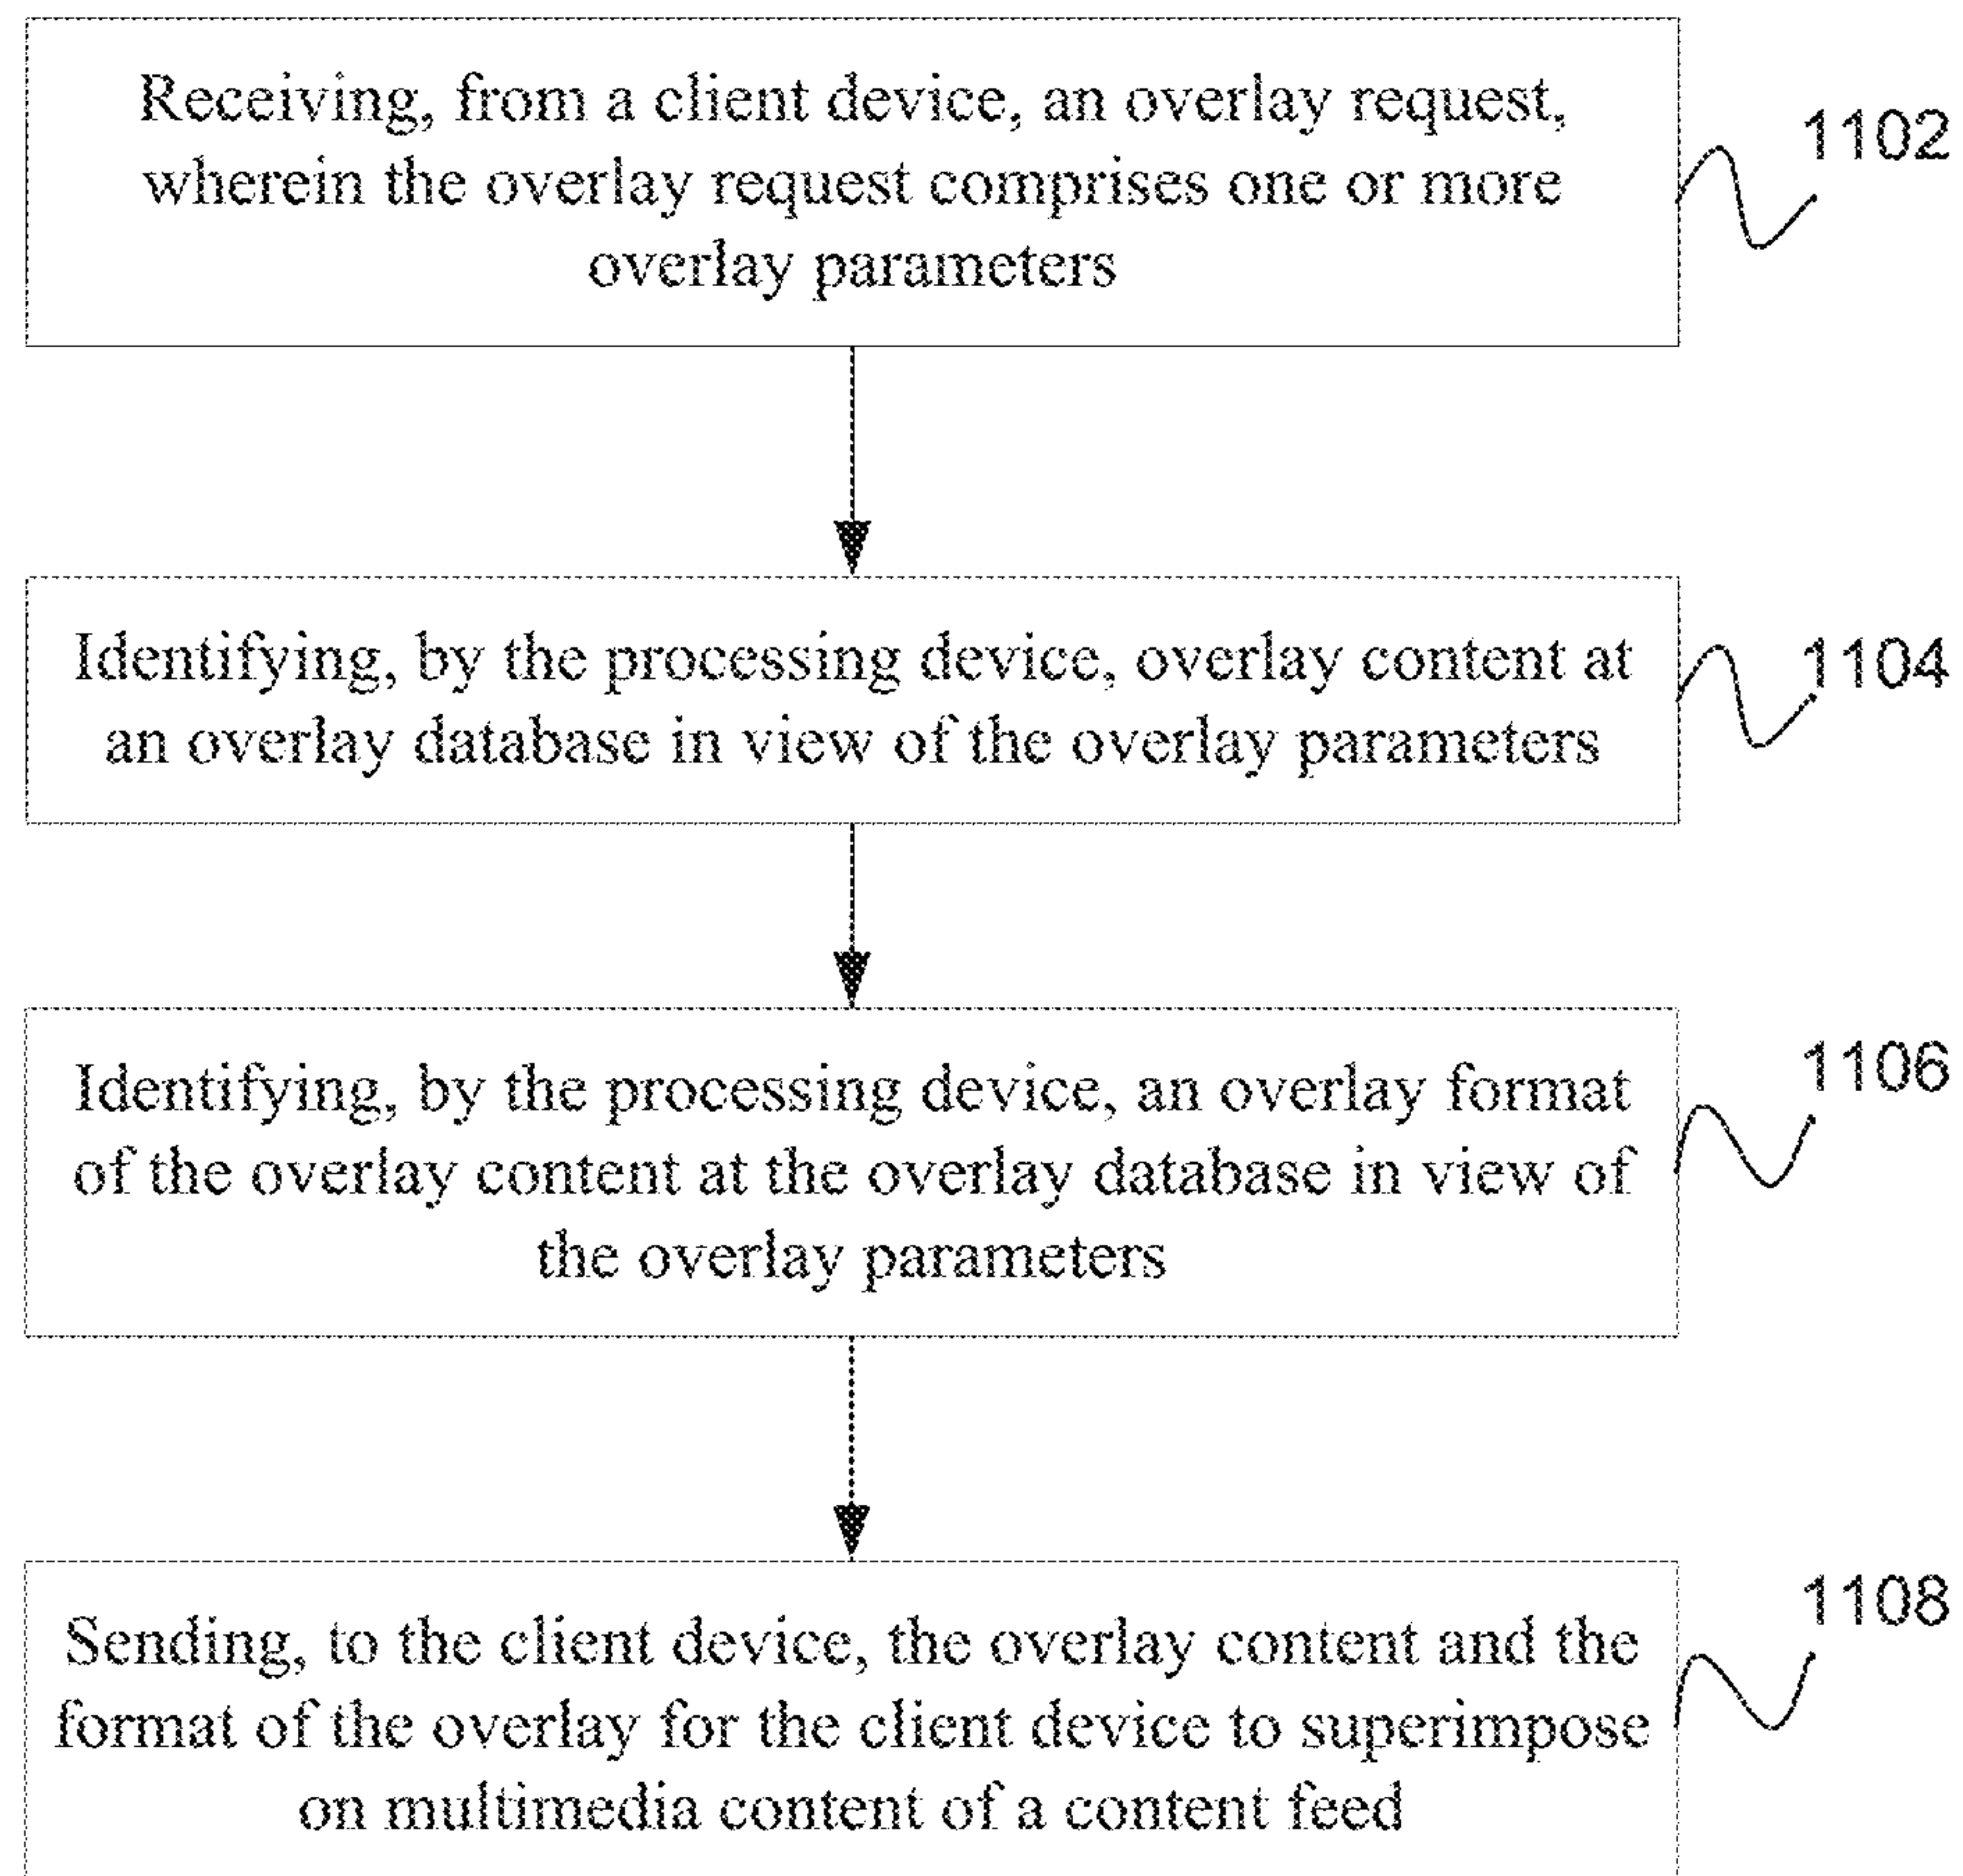 Receiving, from a client device, an overlay request,
wherein the overlay request comprises one or more
overlay parameters
1102
Identifying, by the processing device, overlay content at
an overlay database in view of the overlay parameters
1104
Identifying, by the processing device, an overlay format
of the overlay content at the overlay database in view of
the overlay parameters
1106
Sending, to the client device, the overlay content and the
format of the overlay for the client device to superimpose
on multimedia content of a content feed
1108